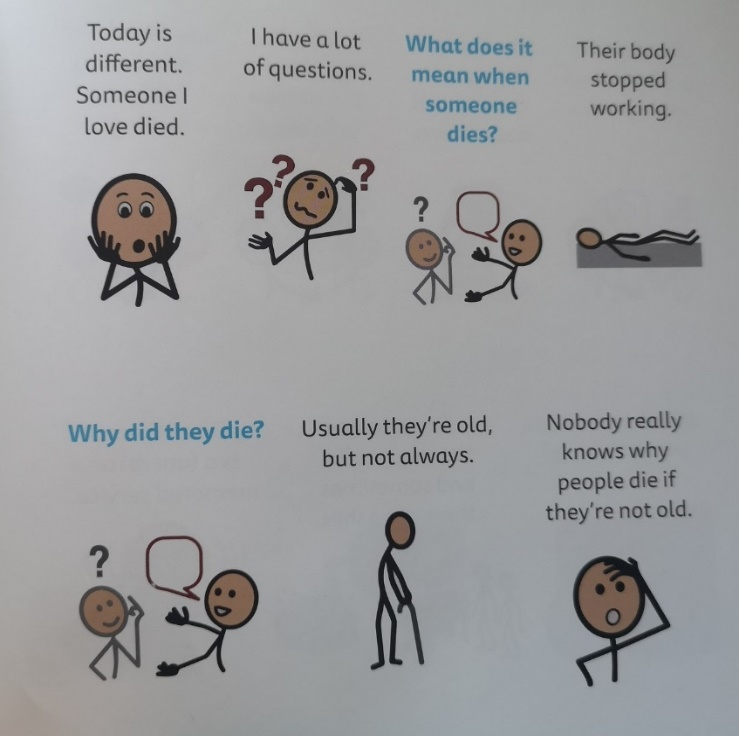 Today is
different.
Someone I
love died.
I have a lot
of questions.
What does it
mean when
someone
dies?
Their body
stopped
working.
? ? ?
?
Why did they die?
Usually they're old,
but not always.
Nobody really
knows why
people die if
they're not old.
?